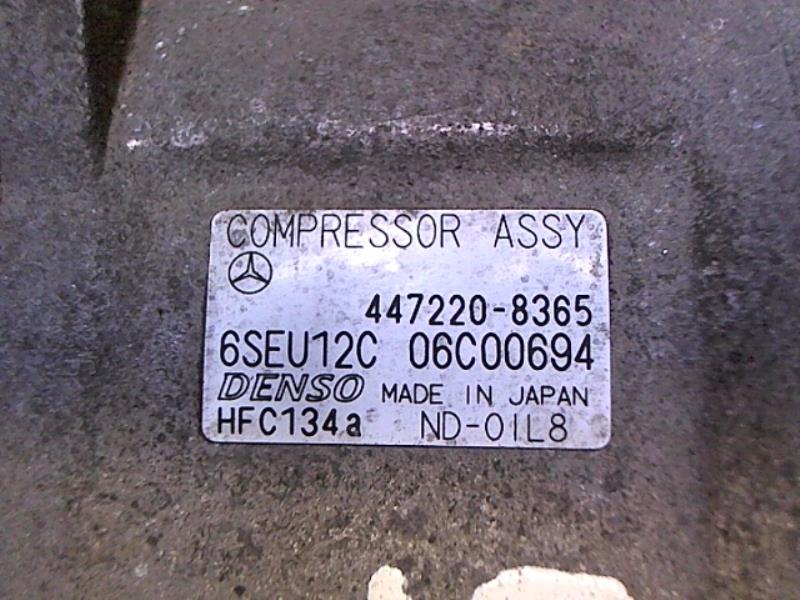 COMPRESSOR ASSY
447220-8365
6SEU12C 06C00694
DENSO MADE IN JAPAN
HFC134a ND-OIL8